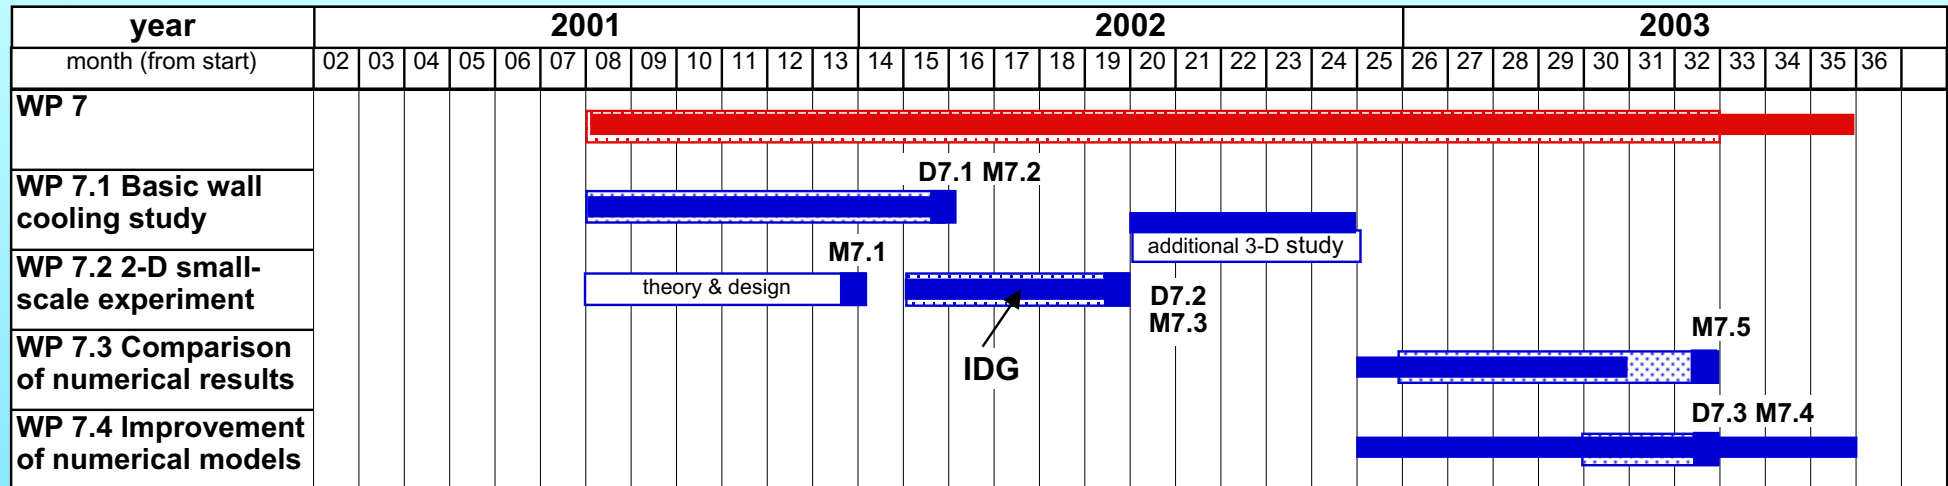 year 2001 2002 2003
month (from start) 02 03 04 05 06 07 08 09 10 11 12 13 14 15 16 17 18 19 20 21 22 23 24 25 26 27 28 29 30 31 32 33 34 35 36
WP 7
D7.1 M7.2
WP 7.1 Basic wall
cooling study
additional 3-D study
M7.1
WP 7.2 2-D small-
scale experiment
theory & design
D7.2
M7.3
IDG
M7.5
WP 7.3 Comparison
of numerical results
D7.3 M7.4
WP 7.4 Improvement
of numerical models